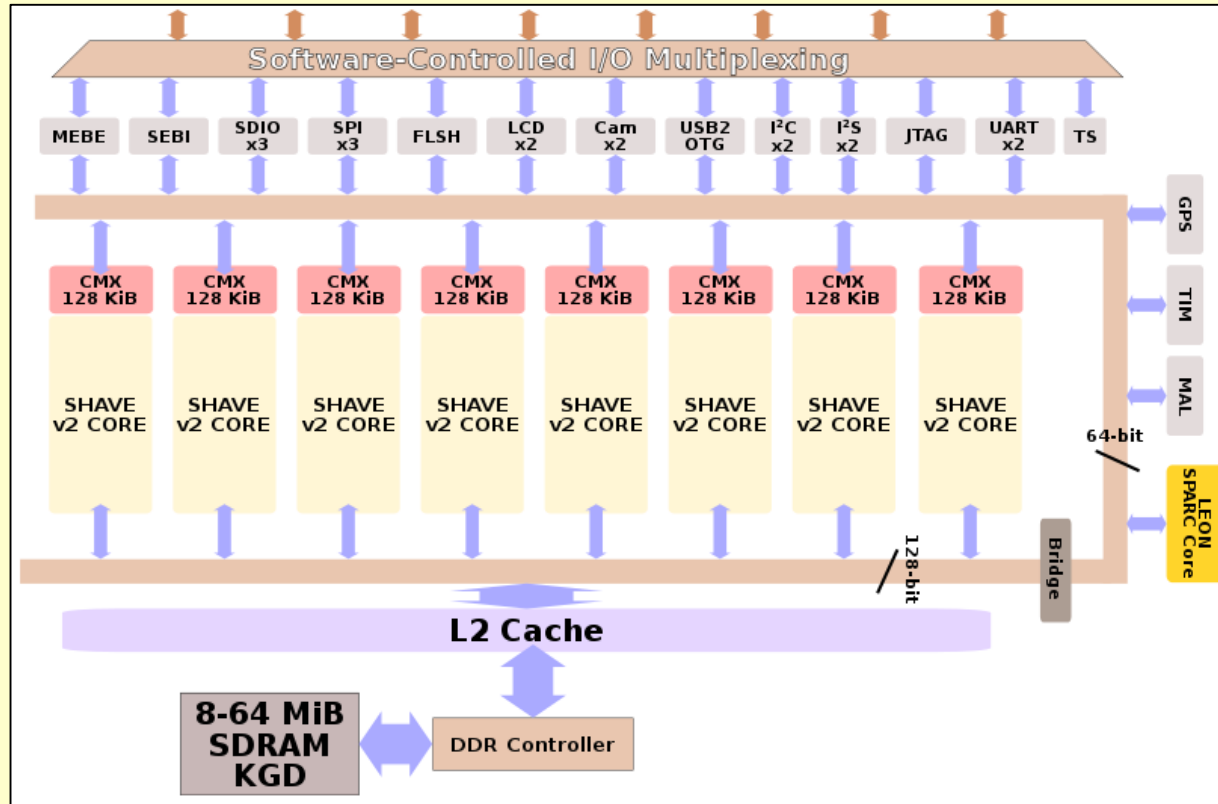 Software-Controlled I/O Multiplexing
MEBE
SEBI
SDIO
x3
SPI
x3
FLSH
LCD
x2
Cam
x2
USB2
OTG
I²C
x2
I²S
x2
JTAG
UART
x2
TS
GPS
TIM
MAL
64-bit
LEON
SPARC Core
CMX
128 KiB
CMX
128 KiB
CMX
128 KiB
CMX
128 KiB
CMX
128 KiB
CMX
128 KiB
CMX
128 KiB
CMX
128 KiB
SHAVE
v2 CORE
SHAVE
v2 CORE
SHAVE
v2 CORE
SHAVE
v2 CORE
SHAVE
v2 CORE
SHAVE
v2 CORE
SHAVE
v2 CORE
SHAVE
v2 CORE
128-bit
Bridge
L2 Cache
8-64 MiB
SDRAM
KGD
DDR Controller